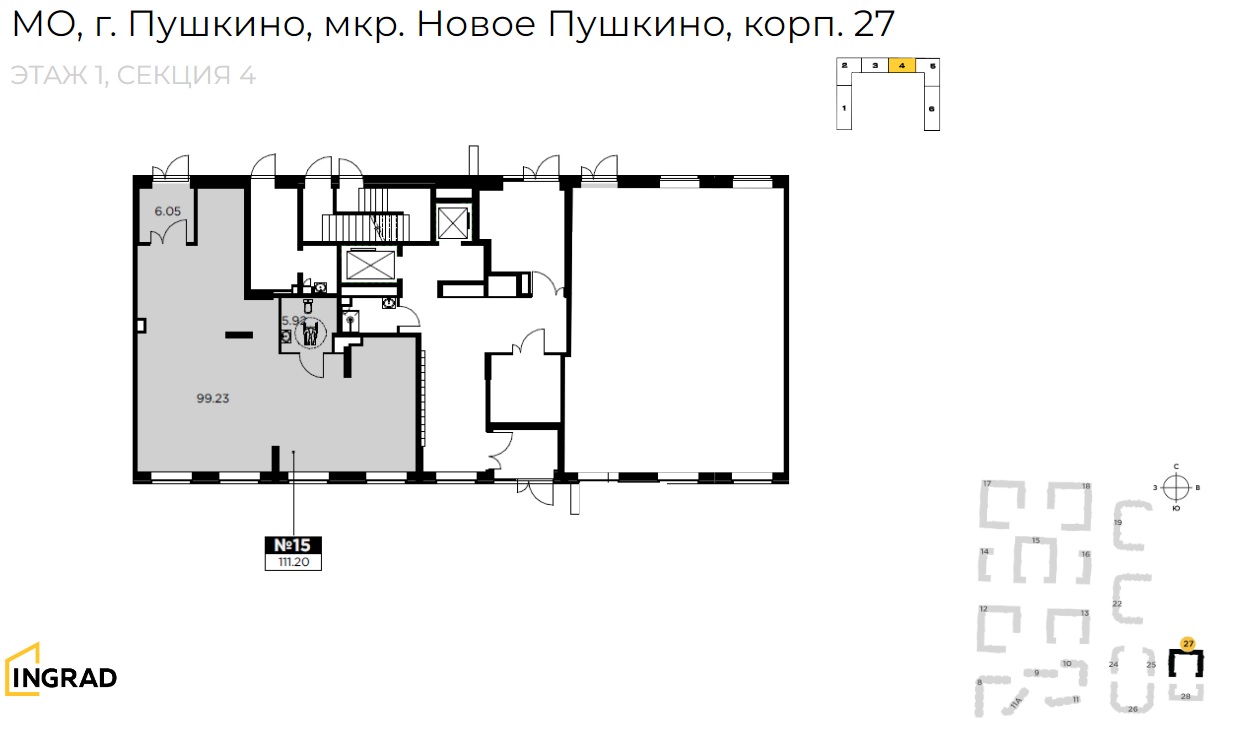 МО, г. Пушкино, мкр. Новое Пушкино, корп. 27
ЭТАЖ 1, СЕКЦИЯ 4
2 3 4 5
1 6
6.05
5.92
99.23
№15
111.20
С
З В
Ю
17 18
19
15
14 16
22
12 13
27
10
24 25
9
8
11А 11
28
26
INGRAD